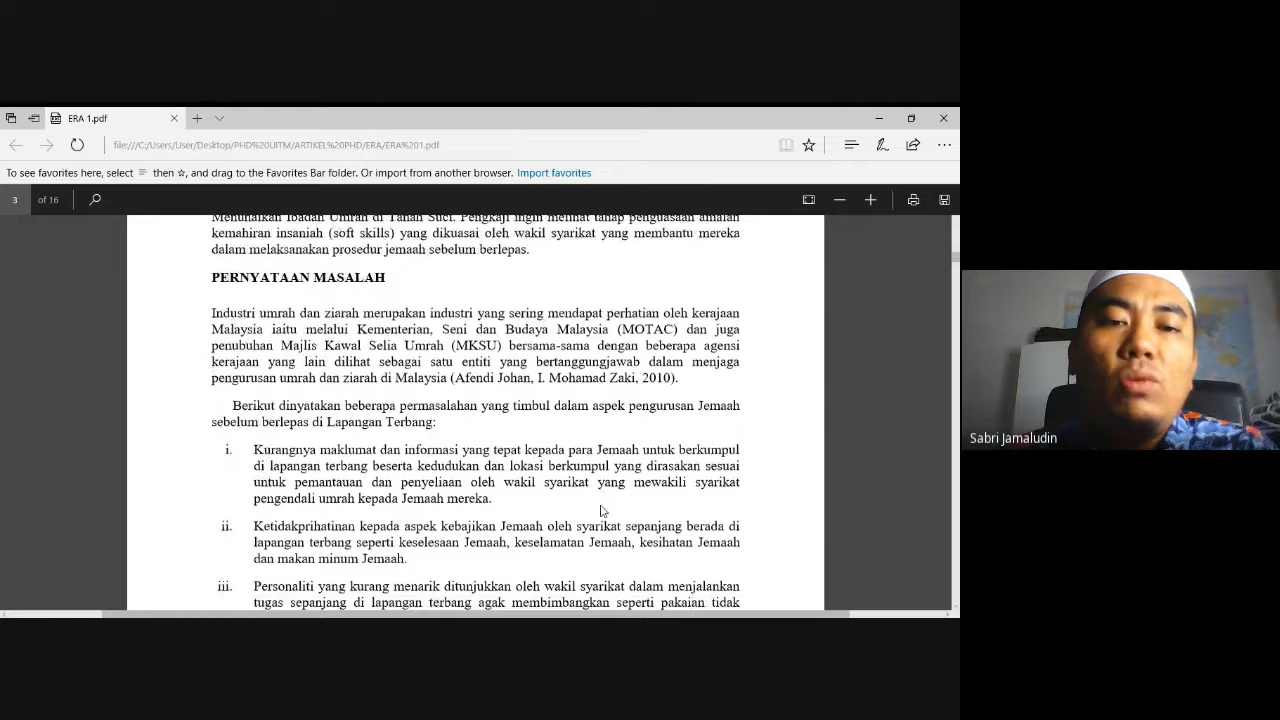 ERA 1.pdf
file:///C:/Users/User/Desktop/PHD%20UITM/ARTIKEL%20PHD/ERA/ERA%201.pdf
To see favorites here, select then ☆, and drag to the Favorites Bar folder. Or import from another browser. Import favorites
3 of 16
Menunaikan Ibadah Umrah di Tanah Suci. Pengkaji ingin melihat tahap penguasaan amalan
kemahiran insaniah (soft skills) yang dikuasai oleh wakil syarikat yang membantu mereka
dalam melaksanakan prosedur jemaah sebelum berlepas.
PERNYATAAN MASALAH
Industri umrah dan ziarah merupakan industri yang sering mendapat perhatian oleh kerajaan
Malaysia iaitu melalui Kementerian, Seni dan Budaya Malaysia (MOTAC) dan juga
penubuhan Majlis Kawal Selia Umrah (MKSU) bersama-sama dengan beberapa agensi
kerajaan yang lain dilihat sebagai satu entiti yang bertanggungjawab dalam menjaga
pengurusan umrah dan ziarah di Malaysia (Afendi Johan, I. Mohamad Zaki, 2010).
Berikut dinyatakan beberapa permasalahan yang timbul dalam aspek pengurusan Jemaah
sebelum berlepas di Lapangan Terbang:
i. Kurangnya maklumat dan informasi yang tepat kepada para Jemaah untuk berkumpul
di lapangan terbang beserta kedudukan dan lokasi berkumpul yang dirasakan sesuai
untuk pemantauan dan penyeliaan oleh wakil syarikat yang mewakili syarikat
pengendali umrah kepada Jemaah mereka.
ii. Ketidakprihatinan kepada aspek kebajikan Jemaah oleh syarikat sepanjang berada di
lapangan terbang seperti keselesaan Jemaah, keselamatan Jemaah, kesihatan Jemaah
dan makan minum Jemaah.
iii. Personaliti yang kurang menarik ditunjukkan oleh wakil syarikat dalam menjalankan
tugas sepanjang di lapangan terbang agak membimbangkan seperti pakaian tidak
Sabri Jamaludin